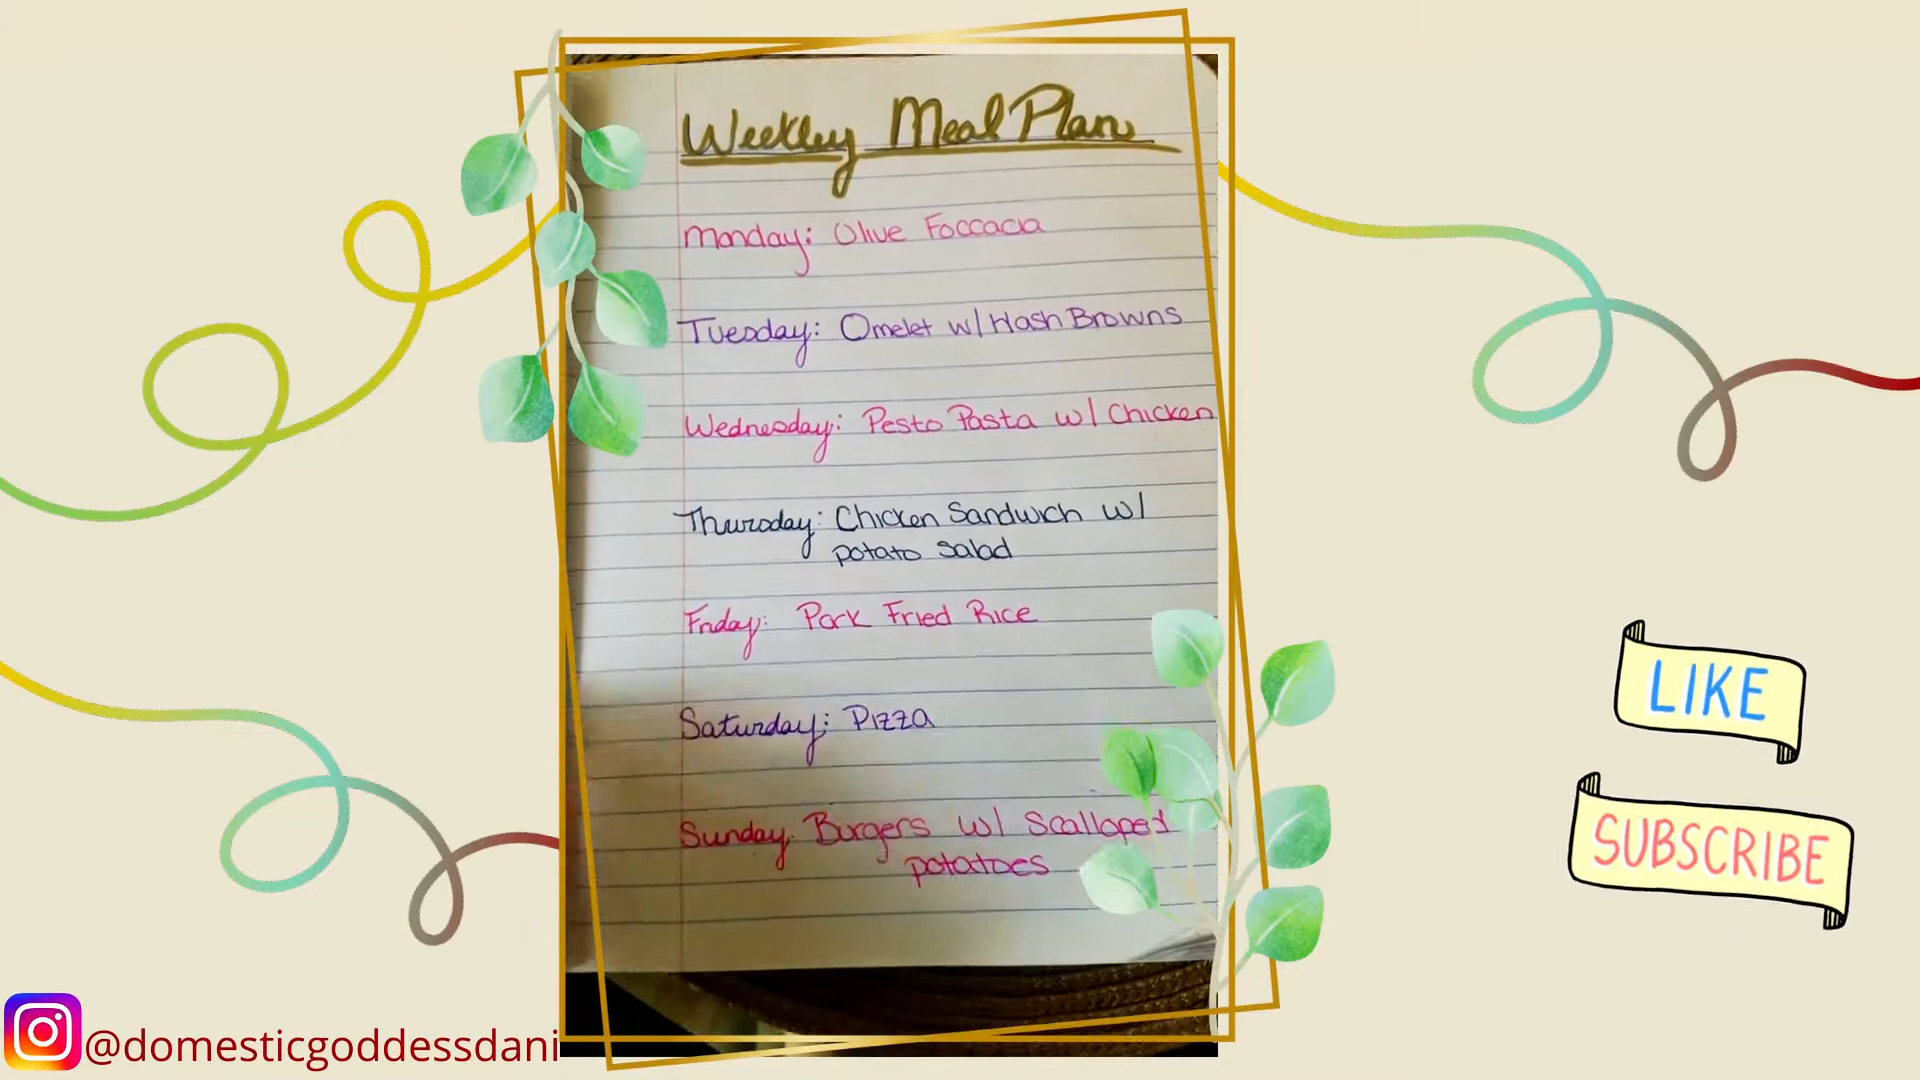 Weekley Meal Plan
Monday: Olive Foccacia
Tuesday: Omelet w/ Hash Browns
Wednesday: Pesto Pasta w/ Chicken
Thursday: Chicken Sandwich w/
potato salad
Friday: Pork Fried Rice
Saturday: Pizza
Sunday: Burgers w/ Scalloped
potatoes
LIKE
SUBSCRIBE
@domesticgoddessdani